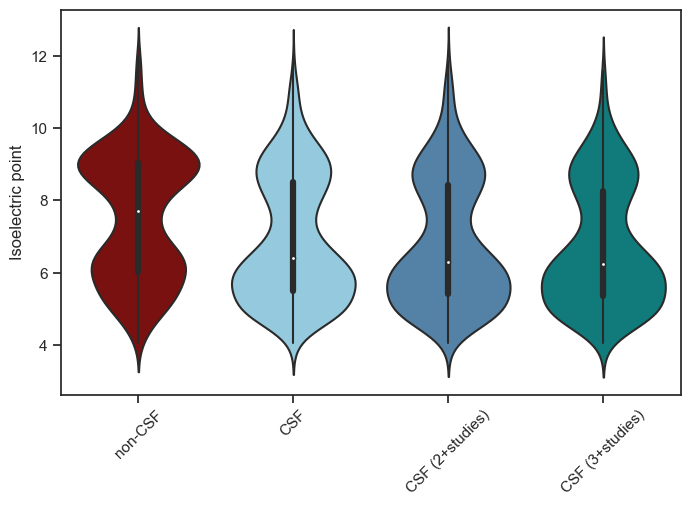 Isoelectric point
12
10
8
6
4
non-CSF
CSF
CSF (2+studies)
CSF (3+studies)